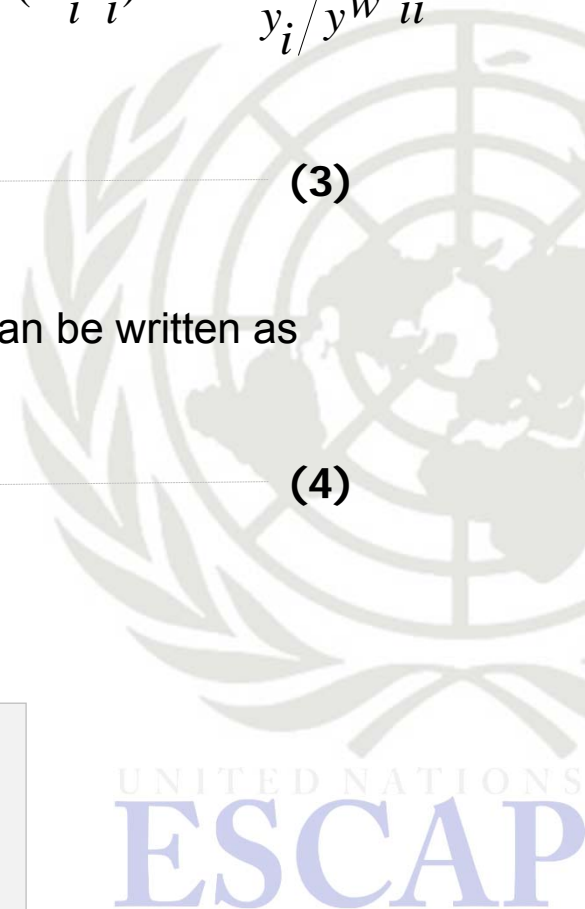 i i
y_i/y^W ii
(3)
an be written as
(4)
UNITED NATIONS
ESCAP